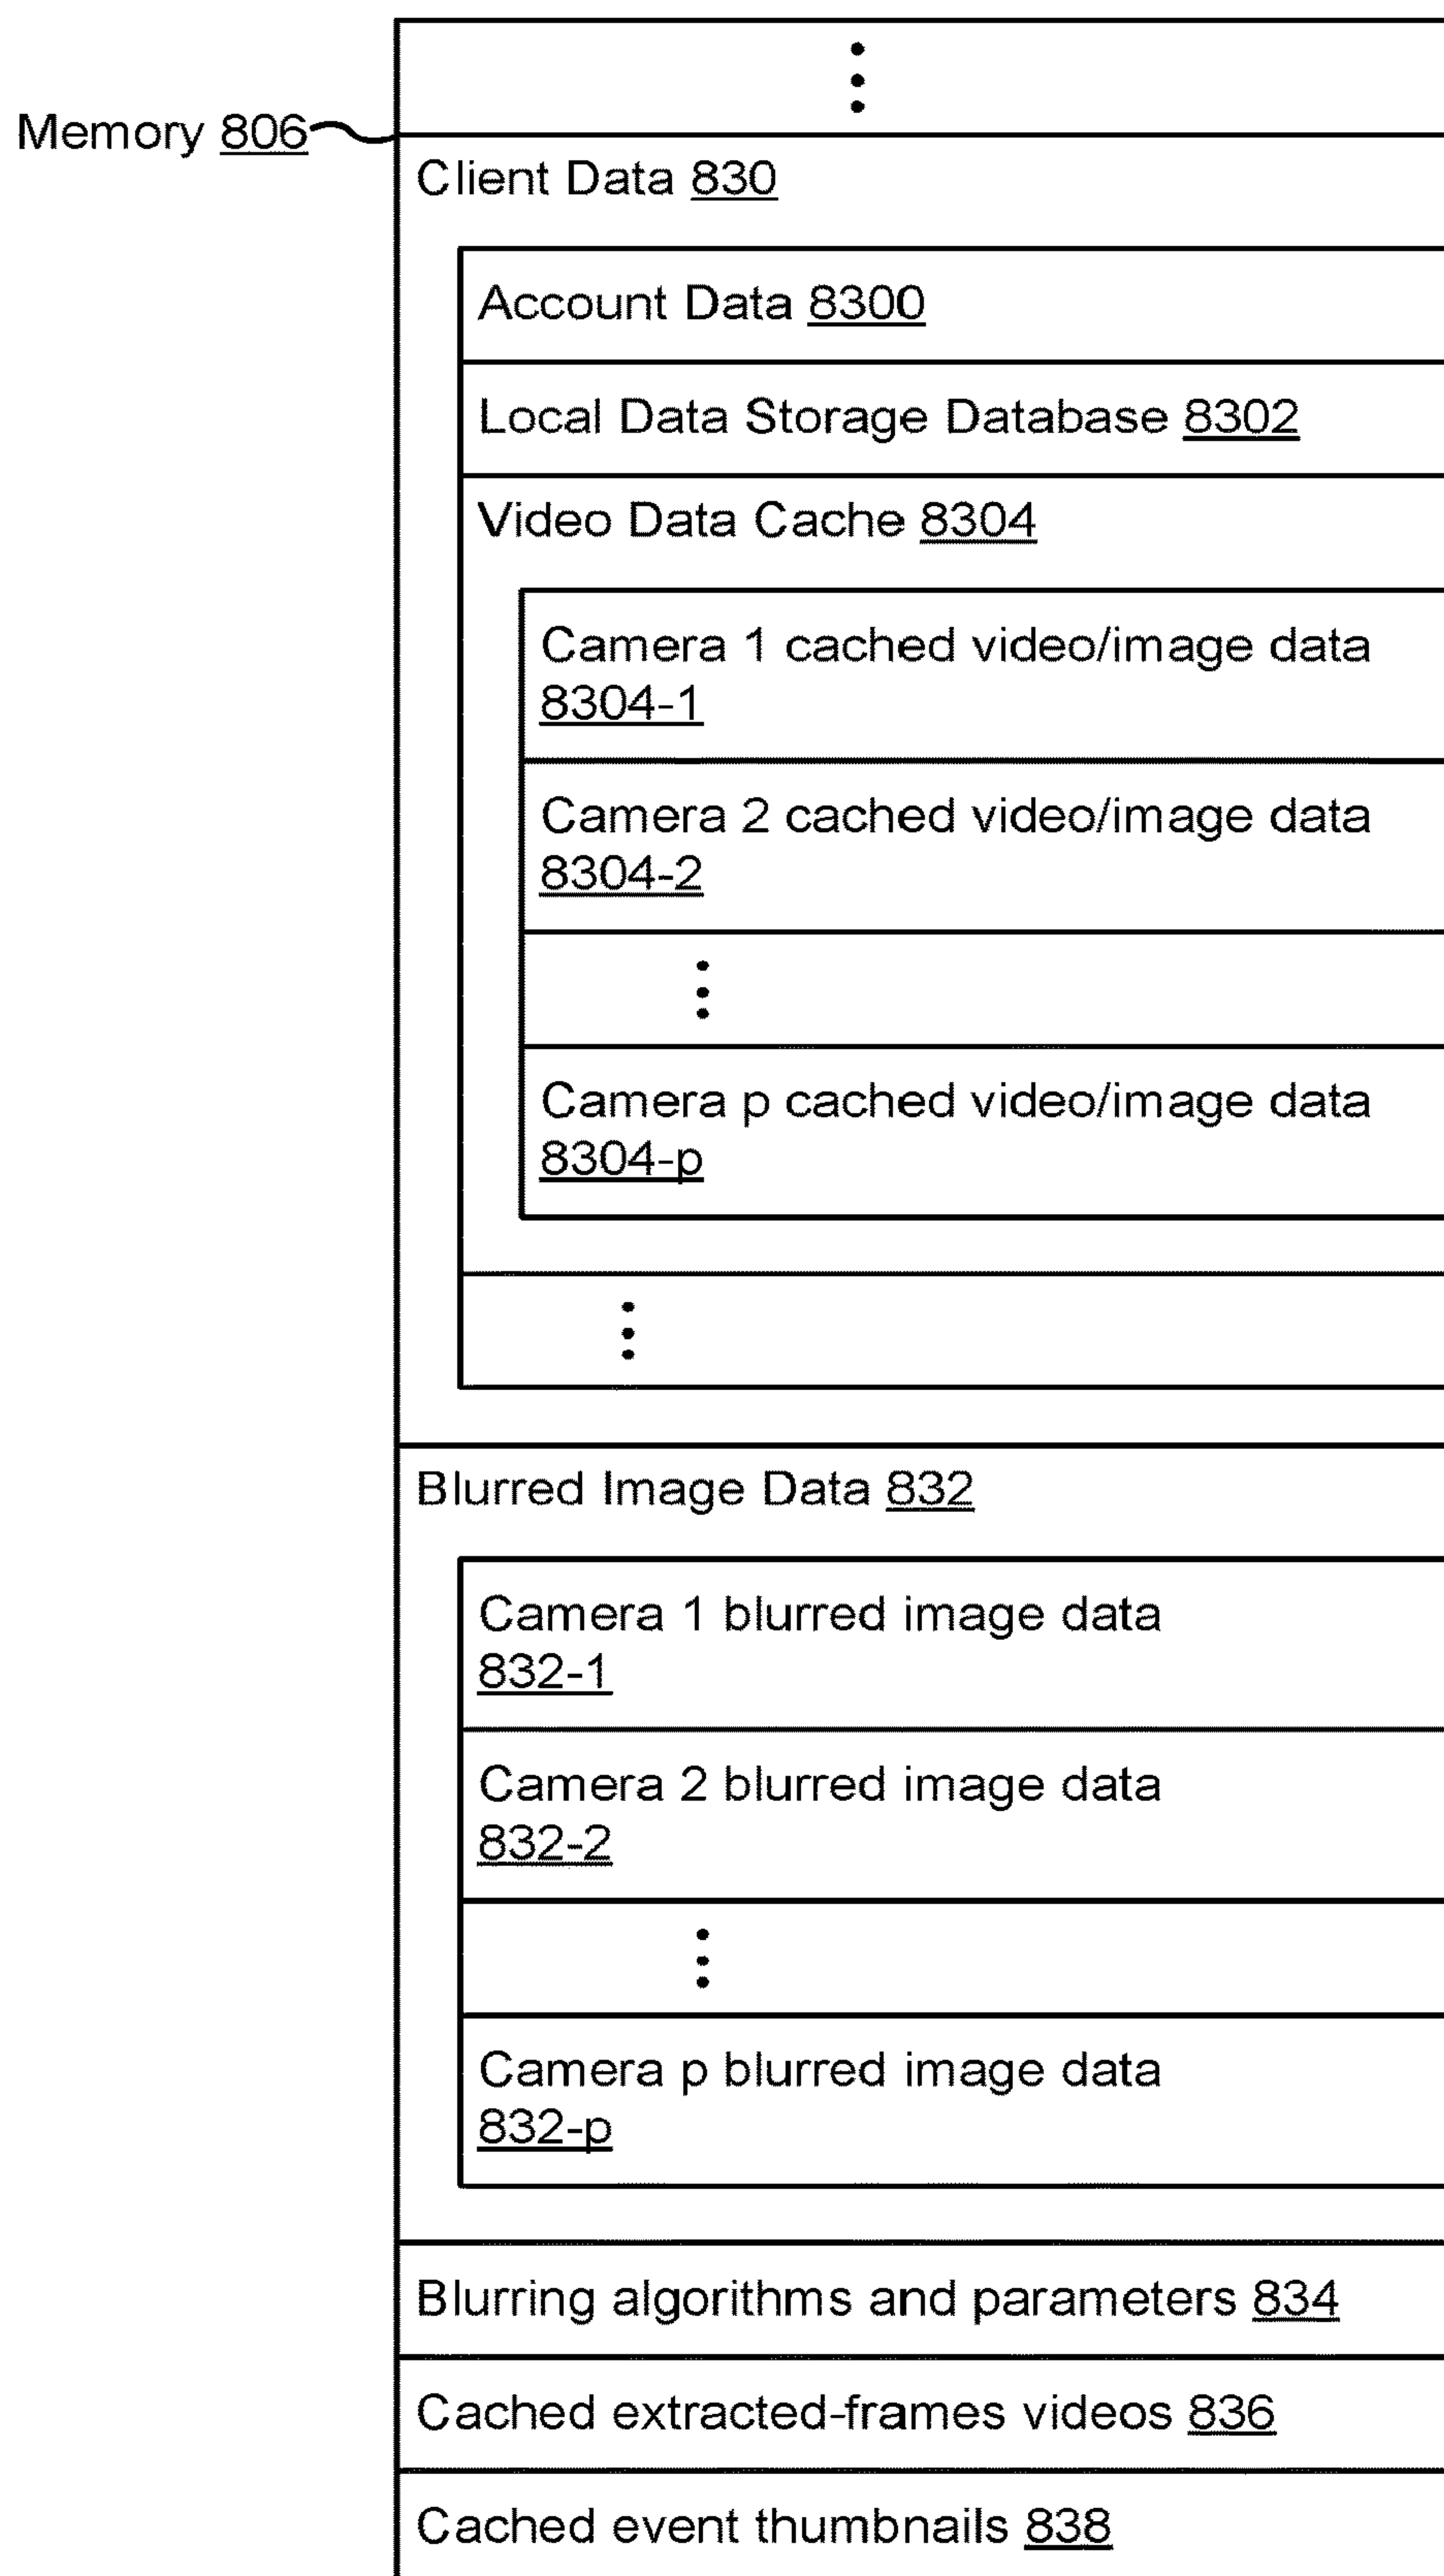 Memory 806
Client Data 830
Account Data 8300
Local Data Storage Database 8302
Video Data Cache 8304
Camera 1 cached video/image data
8304-1
Camera 2 cached video/image data
8304-2
Camera p cached video/image data
8304-p
Blurred Image Data 832
Camera 1 blurred image data
832-1
Camera 2 blurred image data
832-2
Camera p blurred image data
832-p
Blurring algorithms and parameters 834
Cached extracted-frames videos 836
Cached event thumbnails 838